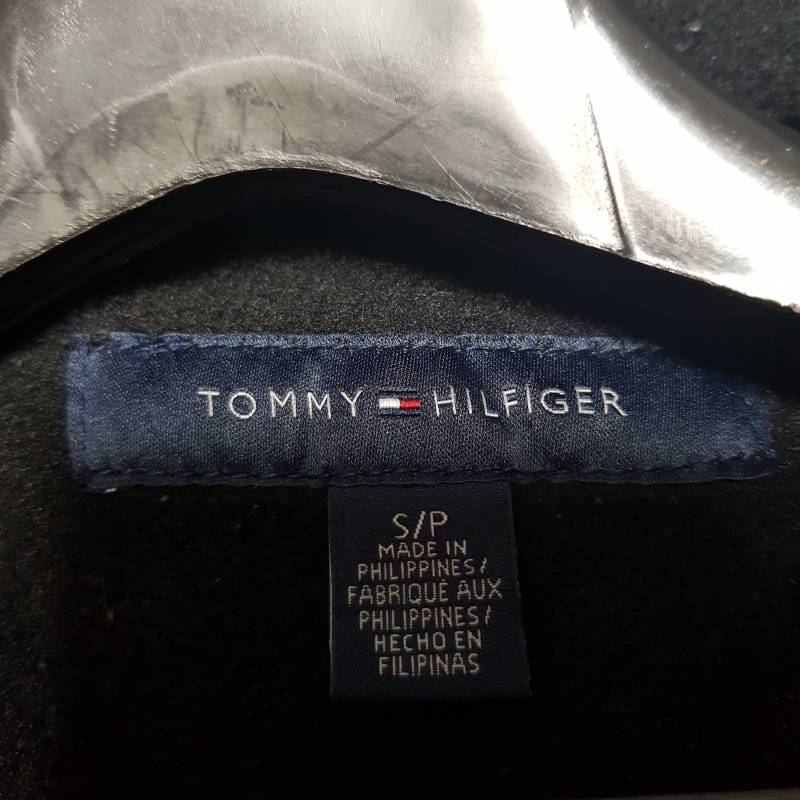 TOMMY HILFIGER
S/P
MADE IN
PHILIPPINES/
FABRIQUÉ AUX
PHILIPPINES/
HECHO EN
FILIPINAS